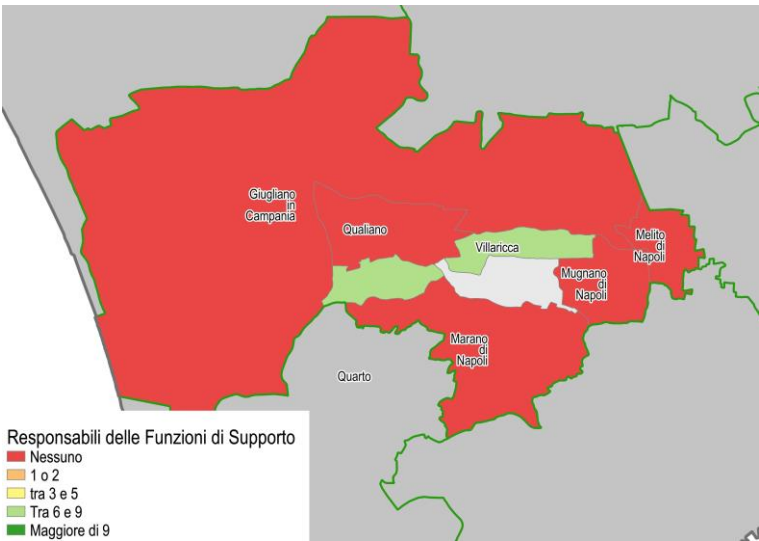 Giugliano
in
Campania
Qualiano
Villaricca
Melito
di
Napoli
Mugnano
di
Napoli
Marano
di
Napoli
Quarto
Responsabili delle Funzioni di Supporto
Nessuno
1 o 2
tra 3 e 5
Tra 6 e 9
Maggiore di 9